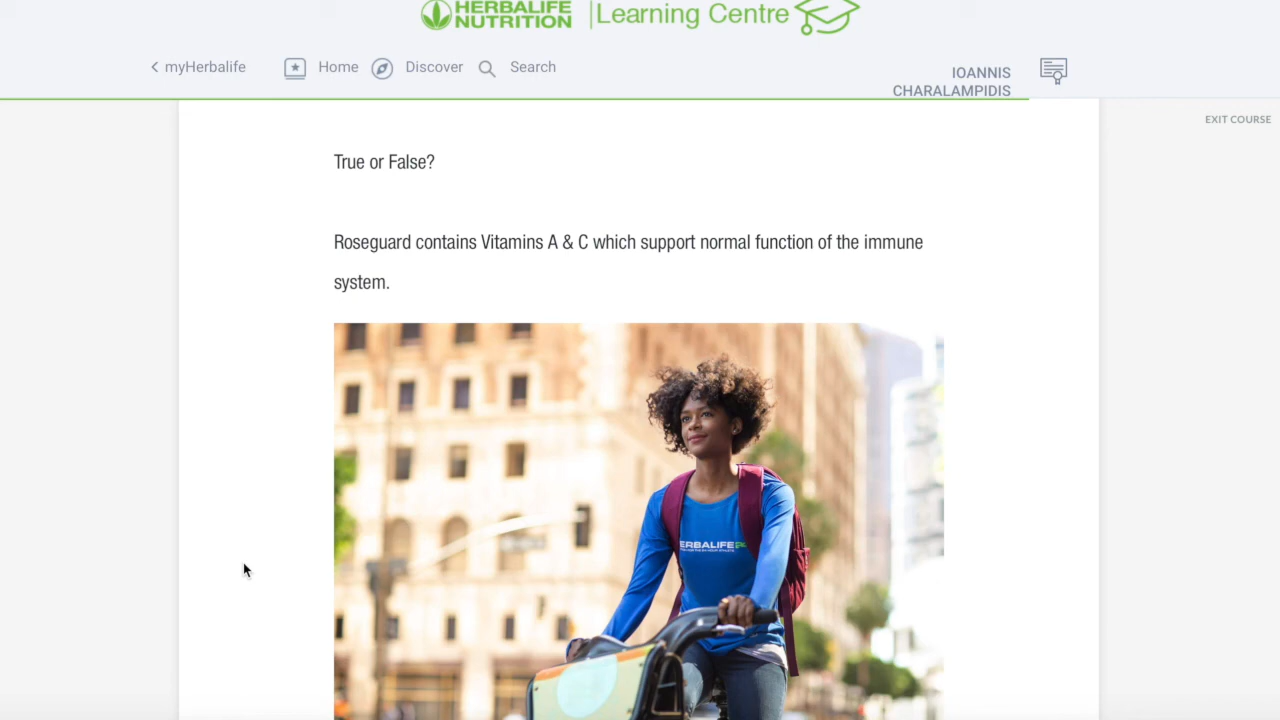 HERBALIFE
NUTRITION
Learning Centre
myHerbalife
Home
Discover
Search
IOANNIS
CHARALAMPIDIS
EXIT COURSE
True or False?
Roseguard contains Vitamins A & C which support normal function of the immune
system.
ERBALIFE